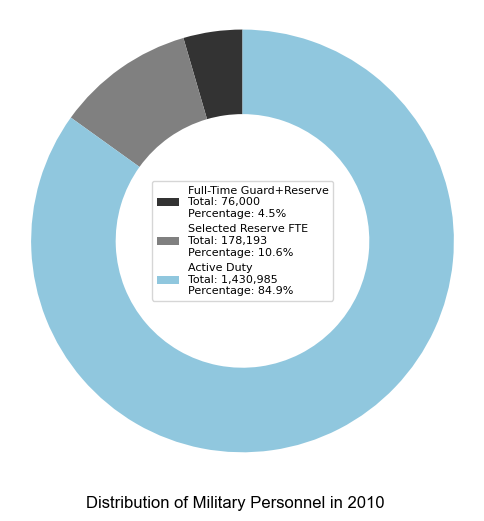 Full-Time Guard+Reserve
Total: 76,000
Percentage: 4.5%
Selected Reserve FTE
Total: 178,193
Percentage: 10.6%
Active Duty
Total: 1,430,985
Percentage: 84.9%
Distribution of Military Personnel in 2010